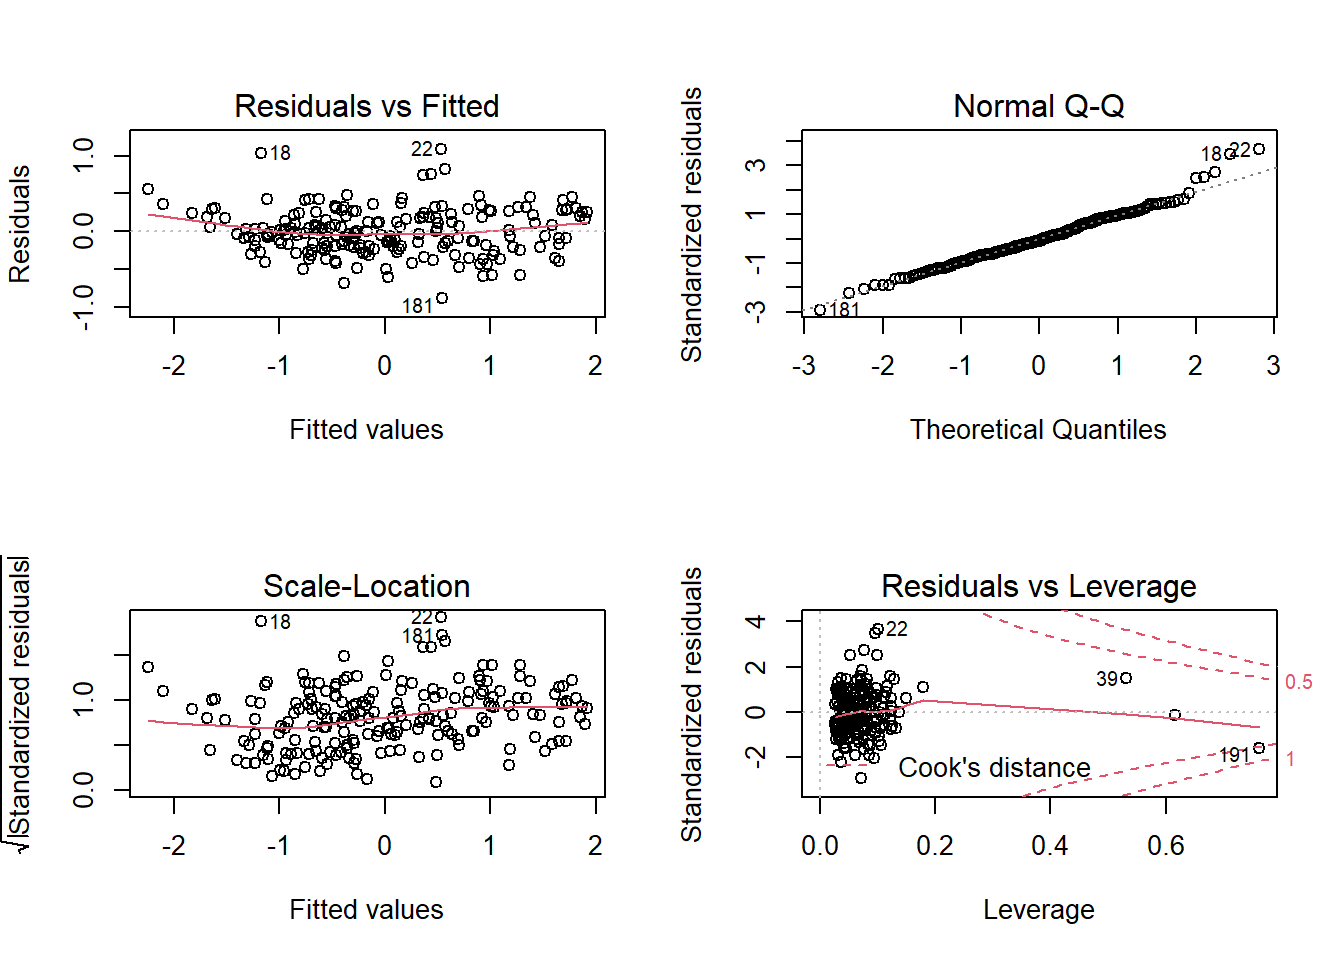 Residuals vs Fitted
Residuals
1.0
0.0
-1.0
18
22
181
-2 -1 0 1 2
Fitted values
Normal Q-Q
Standardized residuals
3
1
-1
-3
18
22
181
-3 -2 -1 0 1 2 3
Theoretical Quantiles
Scale-Location
√|Standardized residuals|
1.0
0.0
18
22
181
-2 -1 0 1 2
Fitted values
Residuals vs Leverage
Standardized residuals
4
2
0
-2
22
39
191
0.5
1
Cook's distance
0.0 0.2 0.4 0.6
Leverage